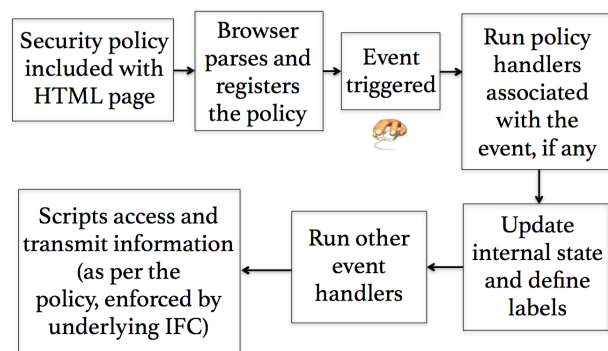 Security policy
included with
HTML page
Browser
parses and
registers
the policy
Event
triggered
Run policy
handlers
associated
with the
event, if any
Update
internal state
and define
labels
Run other
event
handlers
Scripts access and
transmit information
(as per the
policy, enforced by
underlying IFC)